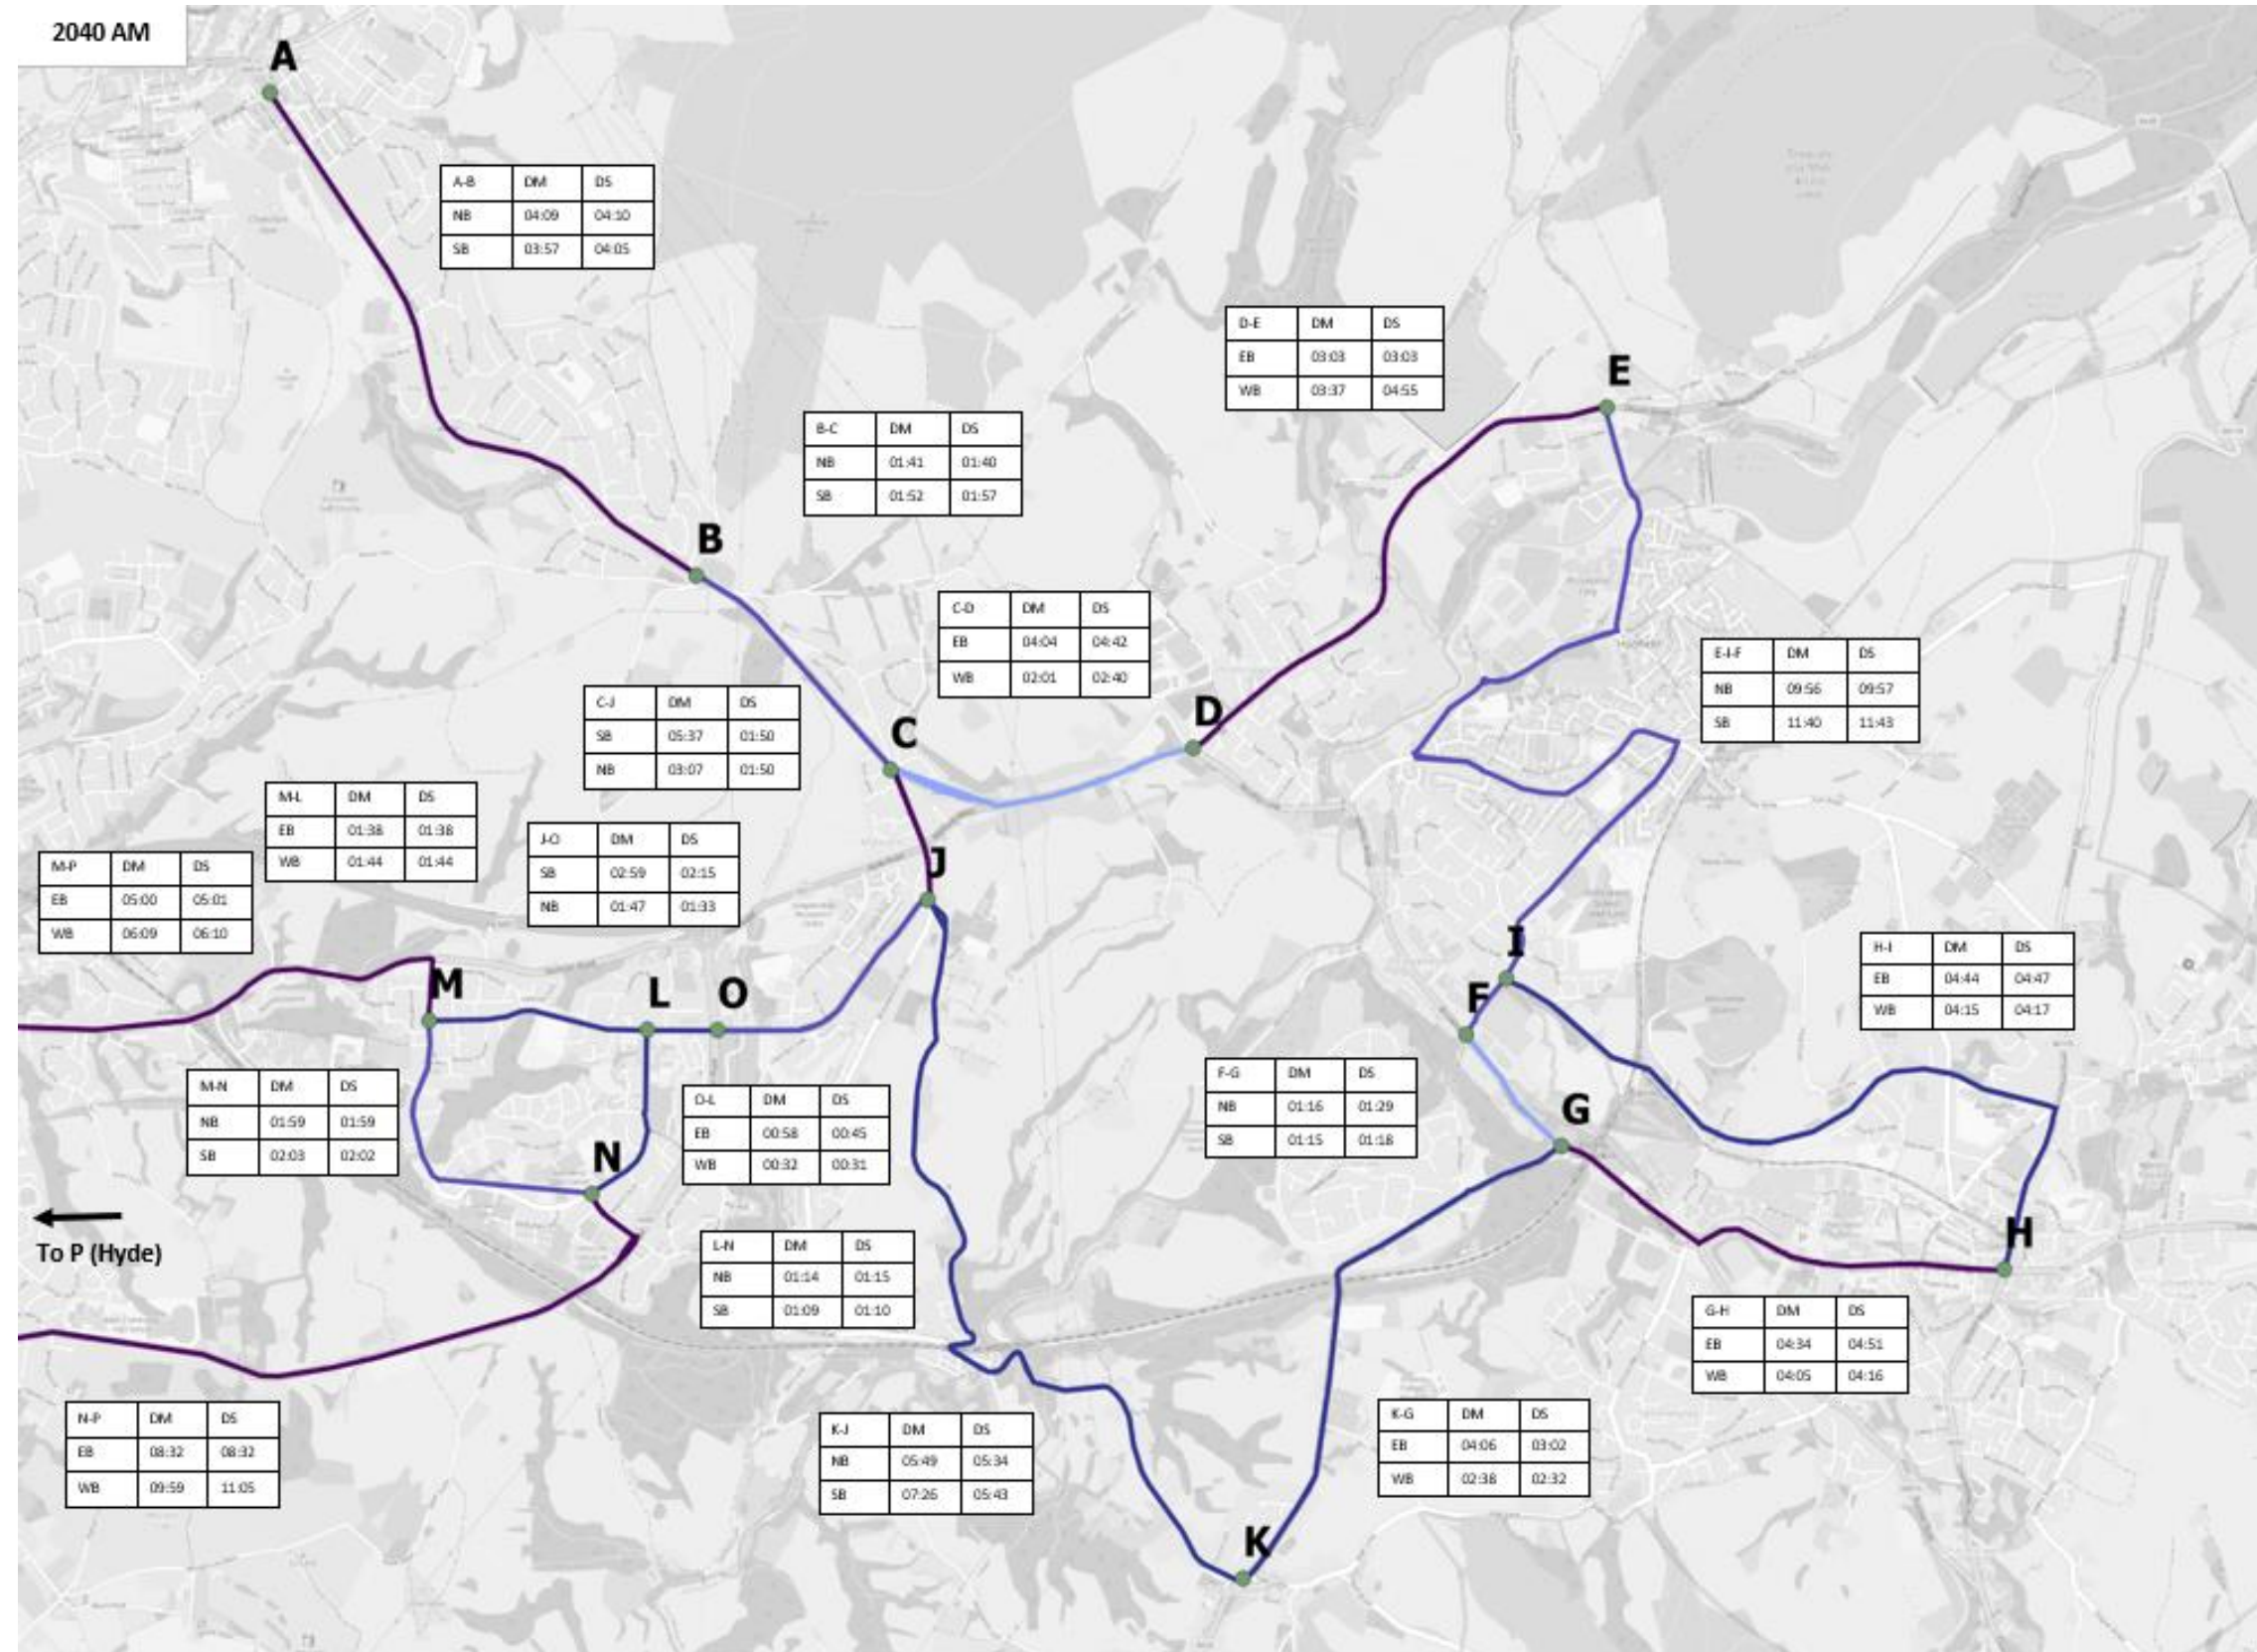 2040 AM
A
A-B DM DS
NB 04:09 04:10
SB 03:57 04:05
D-E DM DS
EB 03:03 03:03
WB 03:37 04:55
E
B-C DM DS
NB 01:41 01:40
SB 01:52 01:57
B
C-D DM DS
EB 04:04 04:42
WB 02:01 02:40
E-I-F DM DS
NB 09:56 09:57
SB 11:40 11:43
C-J DM DS
SB 05:37 01:50
NB 03:07 01:50
C
D
M-L DM DS
EB 01:38 01:38
WB 01:44 01:44
J-O DM DS
SB 02:59 02:15
NB 01:47 01:33
J
M-P DM DS
EB 05:00 05:01
WB 06:09 06:10
I
H-I DM DS
EB 04:44 04:47
WB 04:15 04:17
M
L
O
F
M-N DM DS
NB 01:59 01:59
SB 02:03 02:02
O-L DM DS
EB 00:58 00:45
WB 00:32 00:31
F-G DM DS
NB 01:16 01:29
SB 01:15 01:18
G
N
To P (Hyde)
L-N DM DS
NB 01:14 01:15
SB 01:09 01:10
H
G-H DM DS
EB 04:34 04:51
WB 04:05 04:16
N-P DM DS
EB 08:32 08:32
WB 09:59 11:05
K-J DM DS
NB 05:49 05:34
SB 07:26 05:43
K-G DM DS
EB 04:06 03:02
WB 02:38 02:32
K